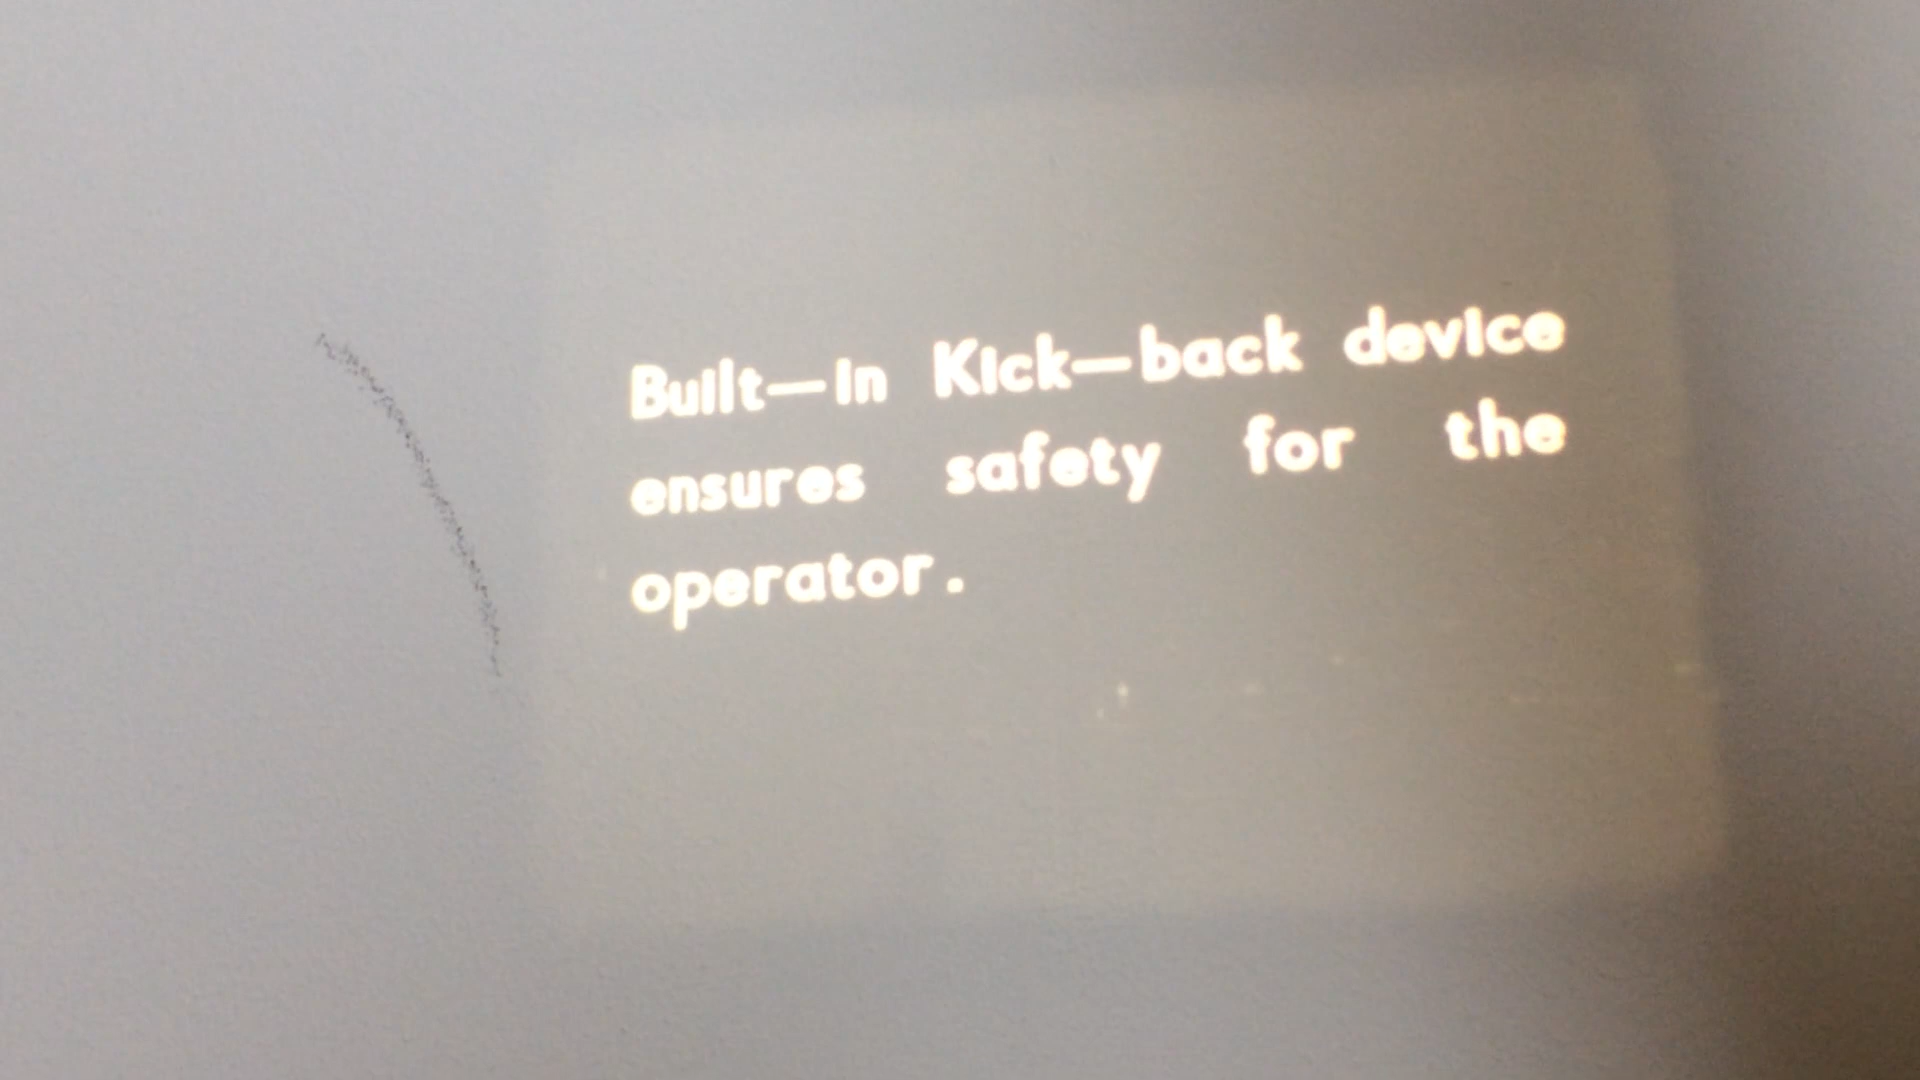 Built-in Kick-back device
ensures safety for the
operator.